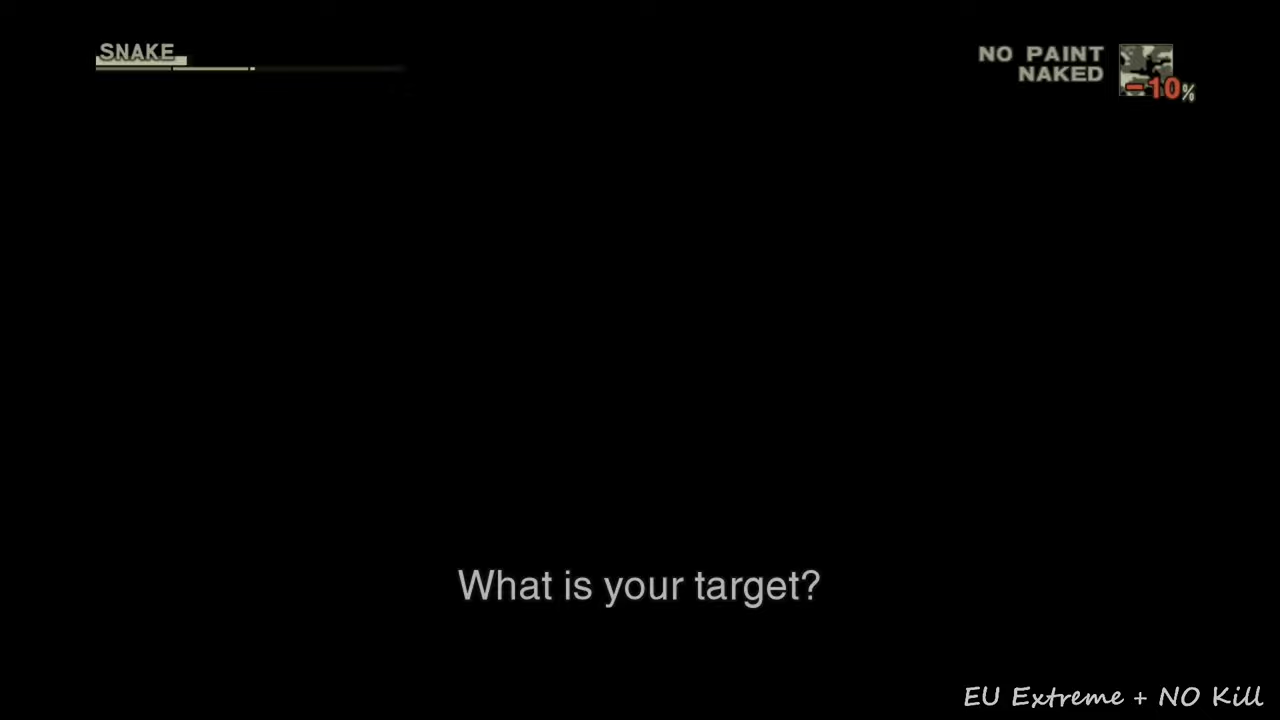 SNAKE
NO PAINT
NAKED
-10%
What is your target?
EU Extreme + NO Kill